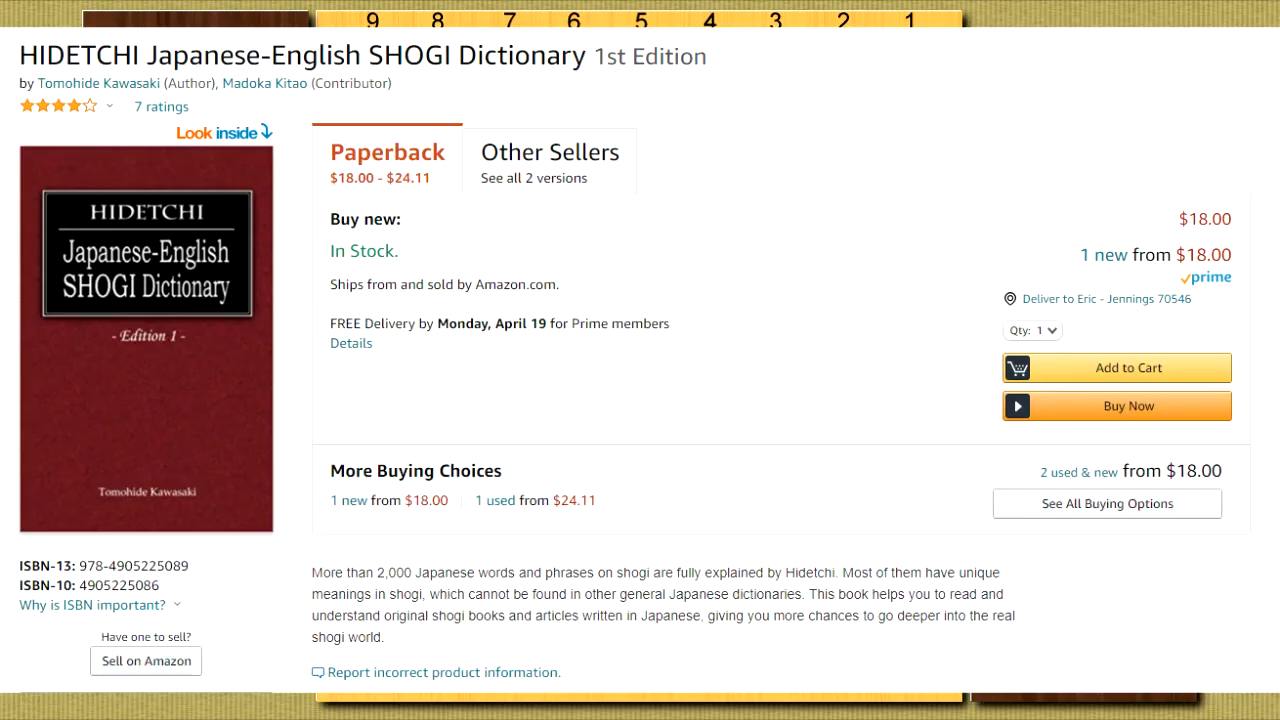 9 8 7 6 5 4 3 2 1
HIDETCHI Japanese-English SHOGI Dictionary 1st Edition
by Tomohide Kawasaki (Author), Madoka Kitao (Contributor)
7 ratings
Look inside
HIDETCHI
Japanese-English
SHOGI Dictionary
- Edition 1 -
Tomohide Kawasaki
ISBN-13: 978-4905225089
ISBN-10: 4905225086
Why is ISBN important?
Have one to sell?
Sell on Amazon
Paperback
$18.00 - $24.11
Other Sellers
See all 2 versions
Buy new:
In Stock.
Ships from and sold by Amazon.com.
FREE Delivery by Monday, April 19 for Prime members
Details
$18.00
1 new from $18.00
prime
Deliver to Eric - Jennings 70546
Qty: 1
Add to Cart
Buy Now
More Buying Choices
1 new from $18.00
1 used from $24.11
2 used & new from $18.00
See All Buying Options
More than 2,000 Japanese words and phrases on shogi are fully explained by Hidetchi. Most of them have unique
meanings in shogi, which cannot be found in other general Japanese dictionaries. This book helps you to read and
understand original shogi books and articles written in Japanese, giving you more chances to go deeper into the real
shogi world.
Report incorrect product information.